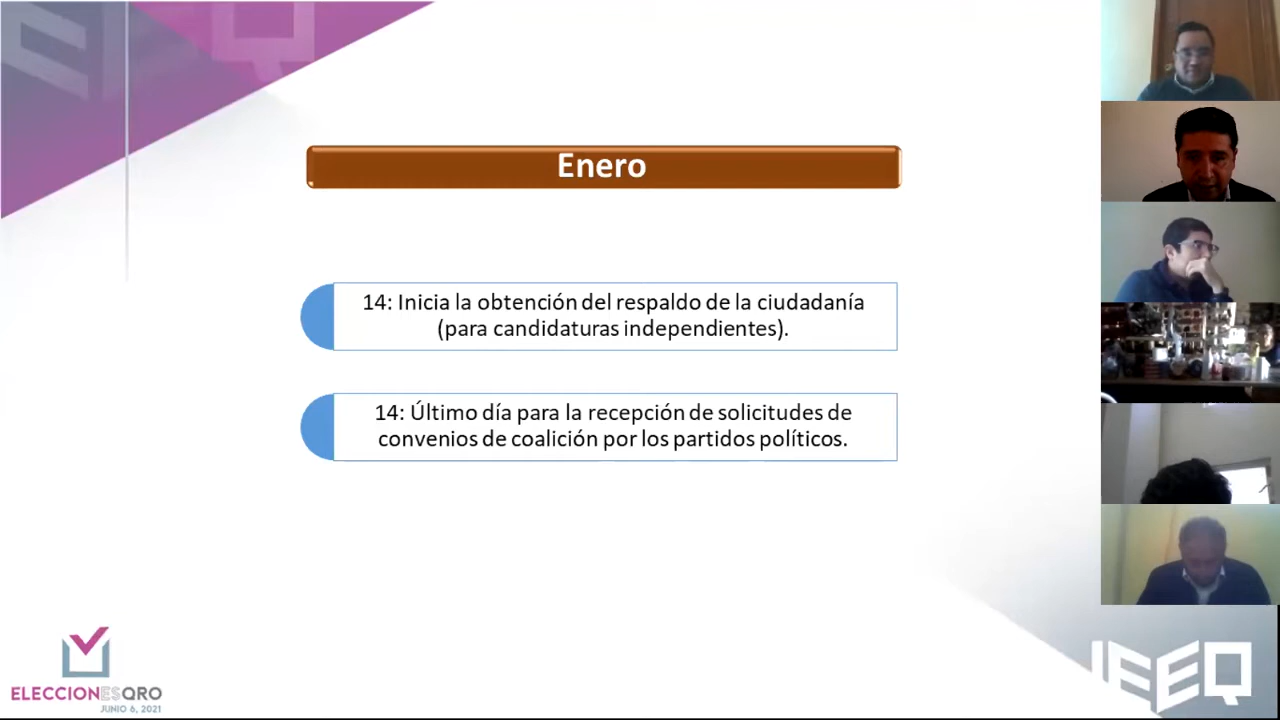 Enero
14: Inicia la obtención del respaldo de la ciudadanía
(para candidaturas independientes).
14: Último día para la recepción de solicitudes de
convenios de coalición por los partidos políticos.
ELECCIONESQRO
JUNIO 6, 2021
IEEQ